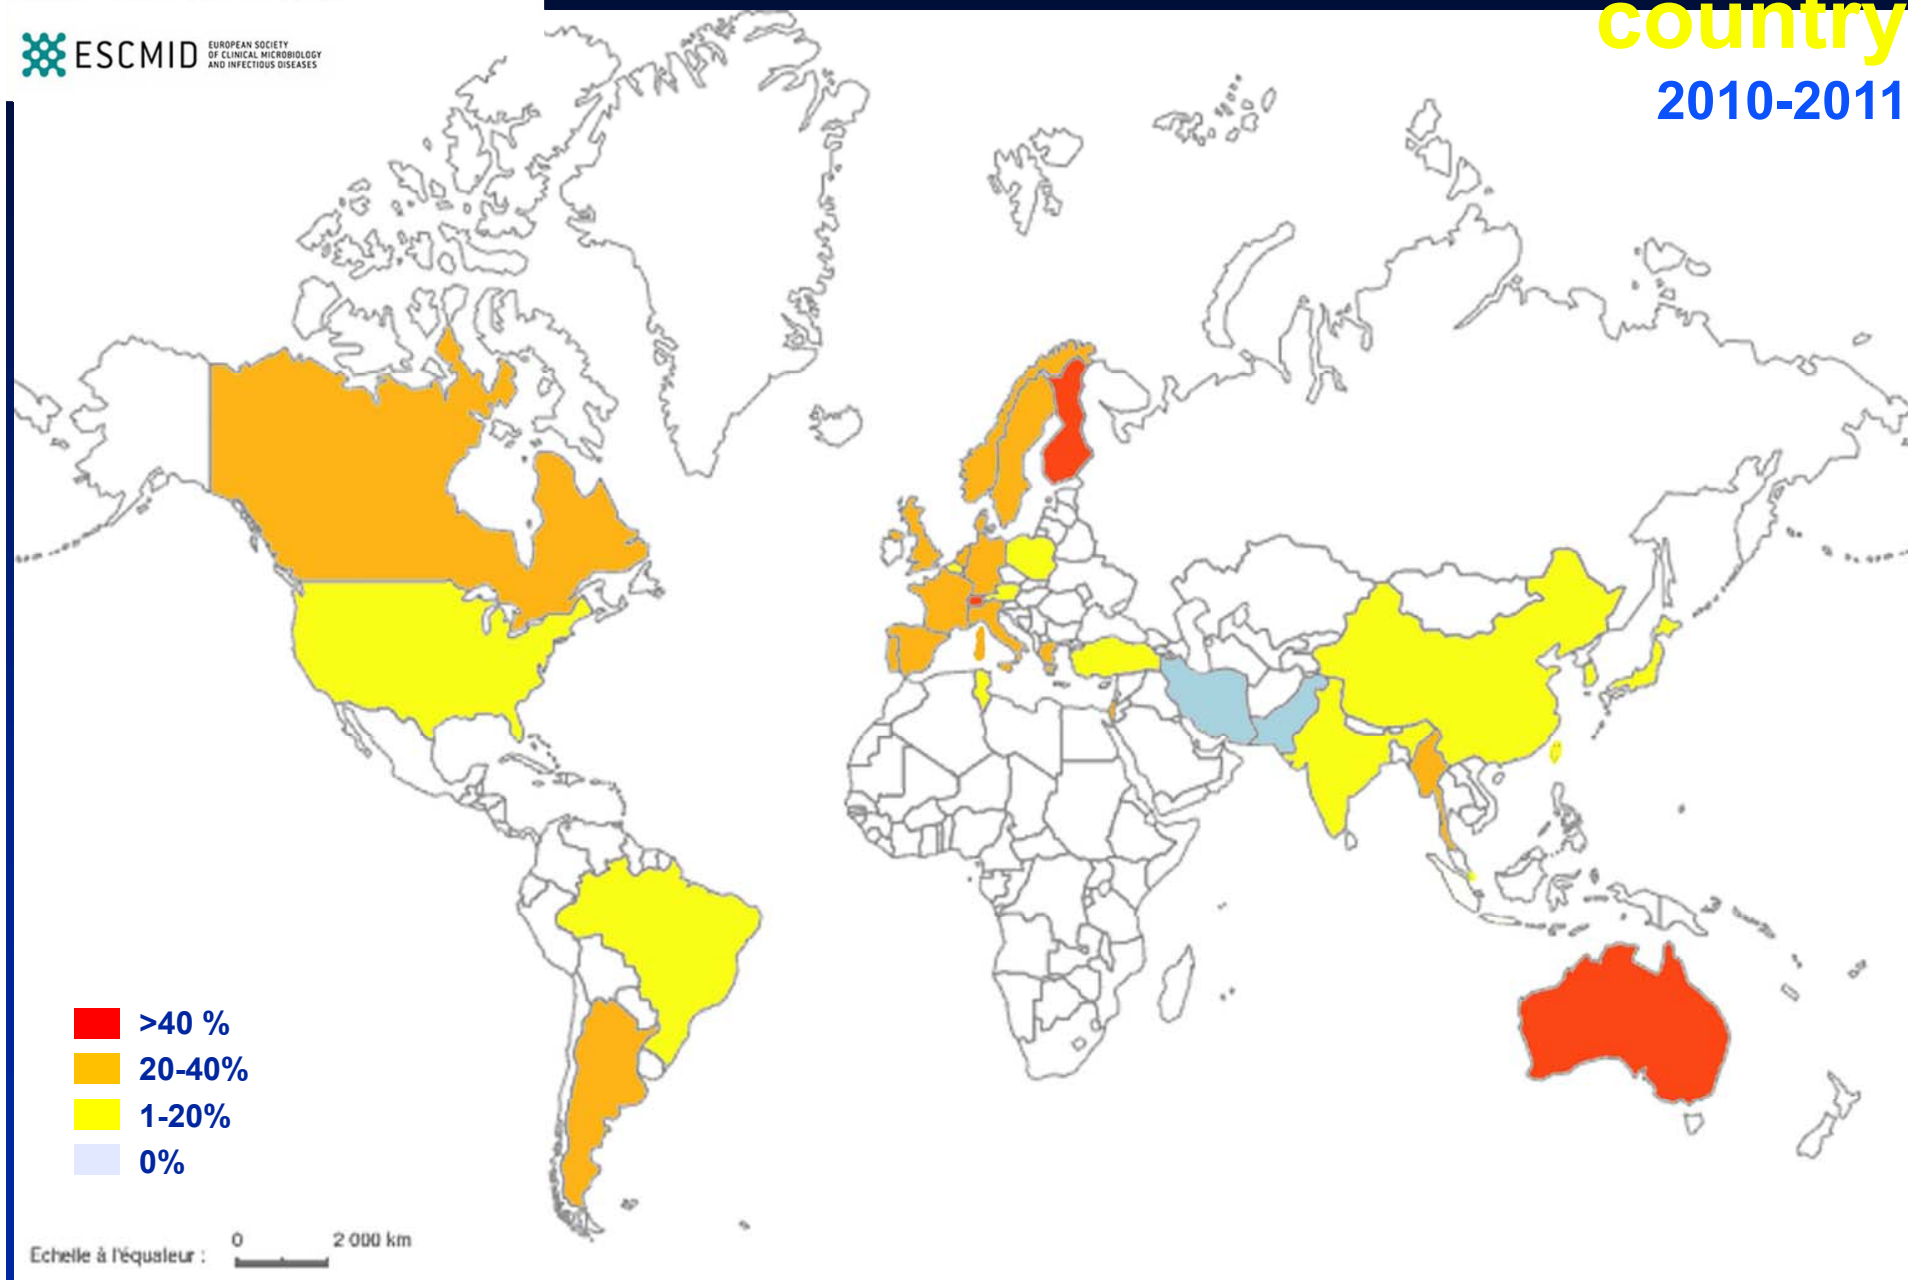 ESCMID
EUROPEAN SOCIETY
OF CLINICAL MICROBIOLOGY
AND INFECTIOUS DISEASES
country
2010-2011
>40 %
20-40%
1-20%
0%
Echelle à l'équateur :
0
2 000 km